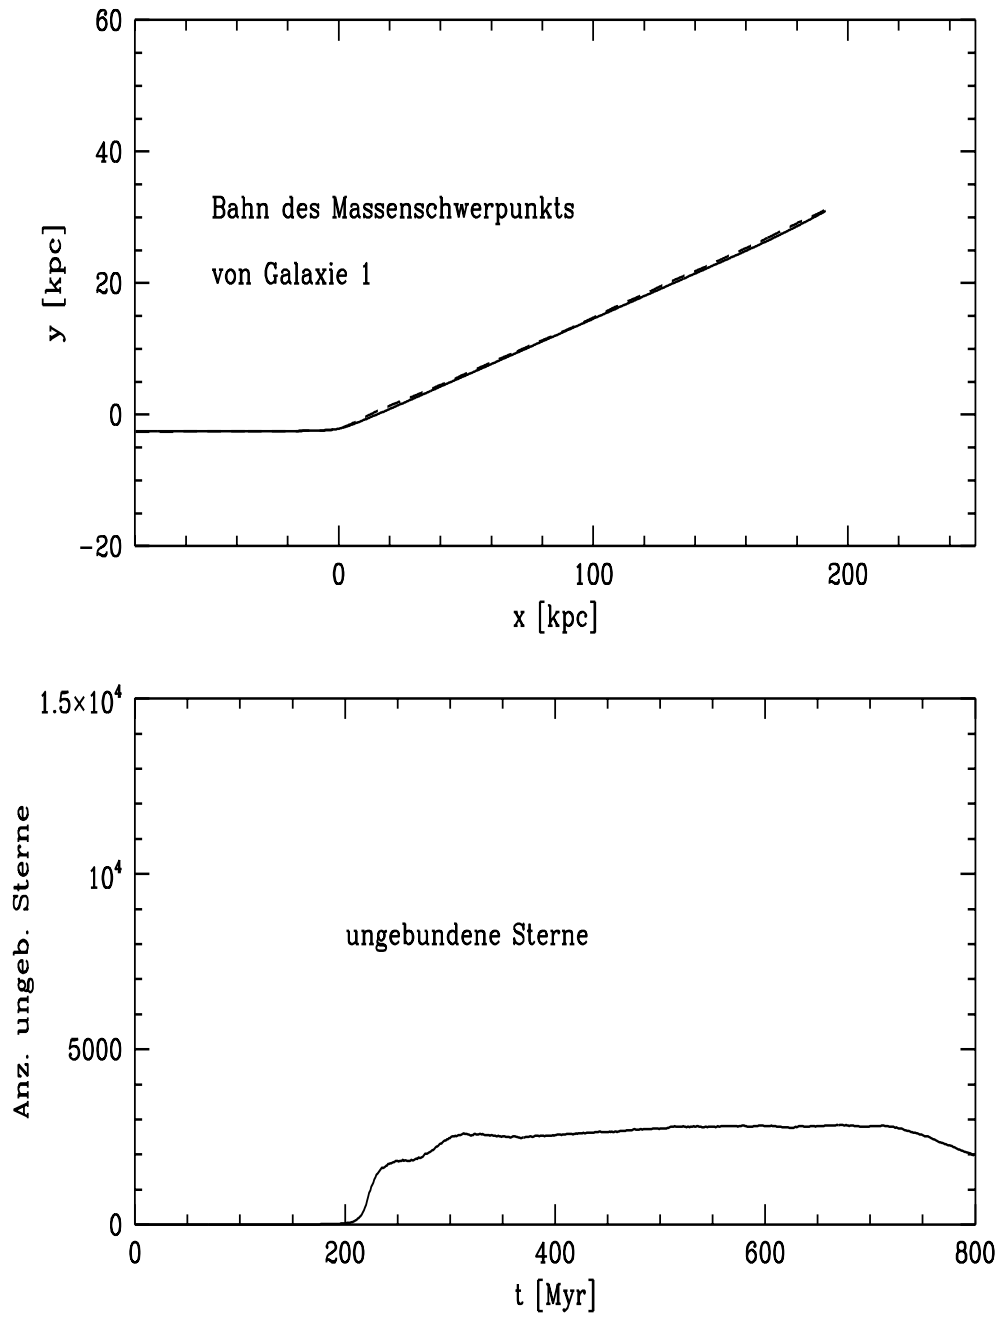 60
40
20
0
-20
y [kpc]
Bahn des Massenschwerpunkts
von Galaxie 1
0 100 200
x [kpc]
1.5×10⁴
10⁴
5000
0
Anz. ungeb. Sterne
ungebundene Sterne
0 200 400 600 800
t [Myr]